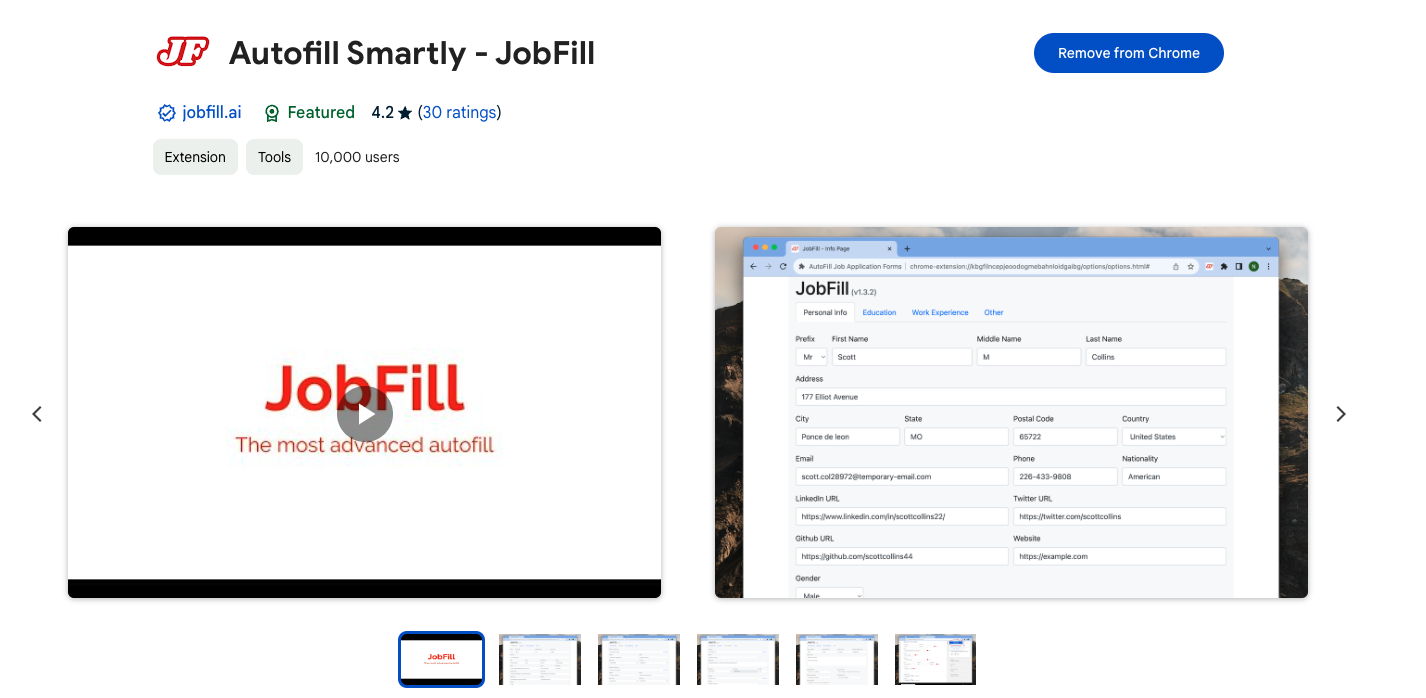 JF Autofill Smartly - JobFill
Remove from Chrome
jobfill.ai Featured 4.2 ★ (30 ratings)
Extension Tools 10,000 users
JobFill
The most advanced autofill
JobFill - Info Page
AutoFill Job Application Forms | chrome-extension://kbgfilncepjeoodegmebahnloidgaibg/options/options.html#
JobFill (v1.3.2)
Personal Info Education Work Experience Other
Prefix First Name Middle Name Last Name
Mr Scott M Collins
Address
177 Elliot Avenue
City State Postal Code Country
Ponce de leon MO 65722 United States
Email Phone Nationality
scott.col28972@temporary-email.com 226-433-9808 American
LinkedIn URL Twitter URL
https://www.linkedin.com/in/scottcollins22/ https://twitter.com/scottcollins
Github URL Website
https://github.com/scottcollins44 https://example.com
Gender
Male
JobFill